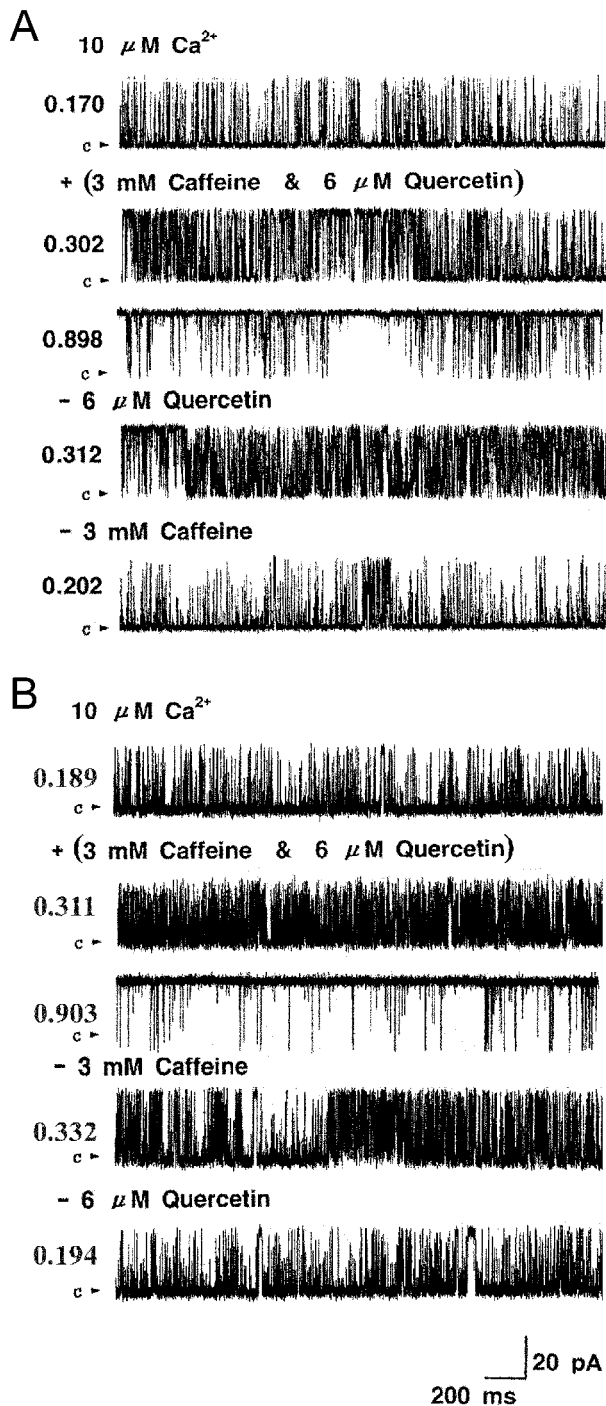 A
10 μM Ca2+
0.170
c ►
+ (3 mM Caffeine & 6 μM Quercetin)
0.302
c ►
0.898
c ►
- 6 μM Quercetin
0.312
c ►
- 3 mM Caffeine
0.202
c ►
B
10 μM Ca2+
0.189
c ►
+ (3 mM Caffeine & 6 μM Quercetin)
0.311
c ►
0.903
c ►
- 3 mM Caffeine
0.332
c ►
- 6 μM Quercetin
0.194
c ►
20 pA
200 ms